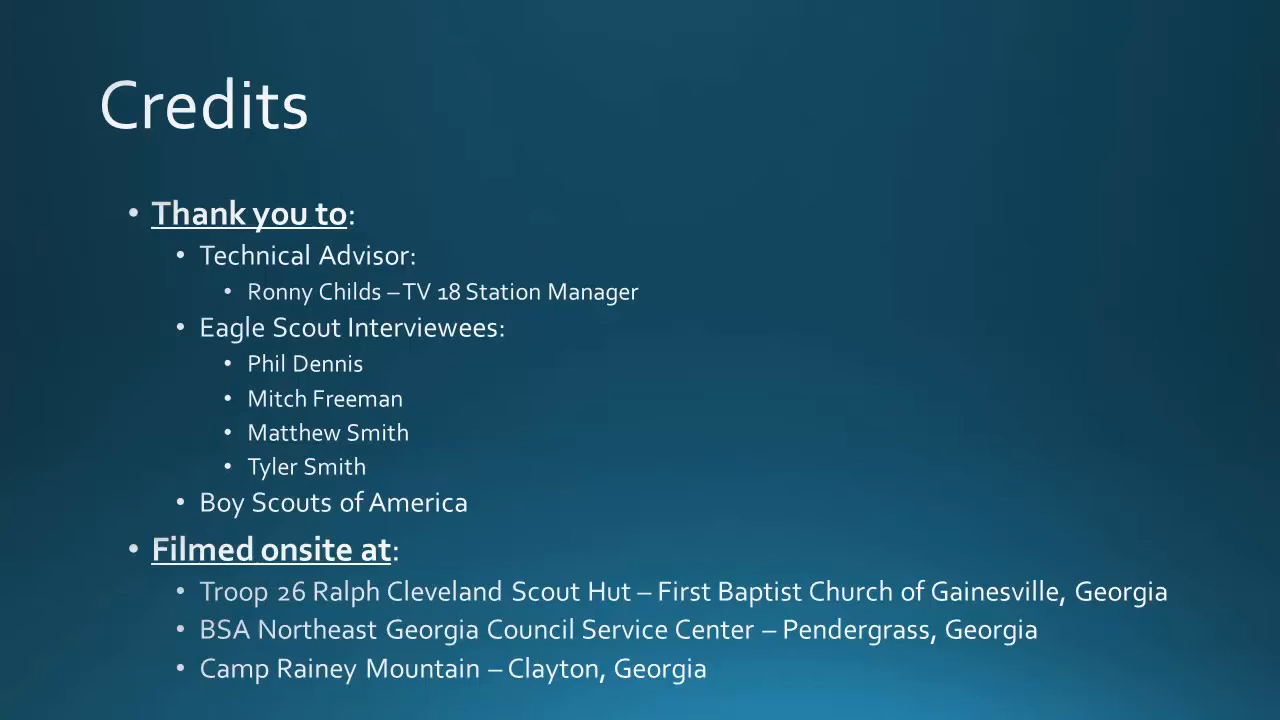 Credits
• Thank you to:
• Technical Advisor:
• Ronny Childs – TV 18 Station Manager
• Eagle Scout Interviewees:
• Phil Dennis
• Mitch Freeman
• Matthew Smith
• Tyler Smith
• Boy Scouts of America
• Filmed onsite at:
• Troop 26 Ralph Cleveland Scout Hut – First Baptist Church of Gainesville, Georgia
• BSA Northeast Georgia Council Service Center – Pendergrass, Georgia
• Camp Rainey Mountain – Clayton, Georgia